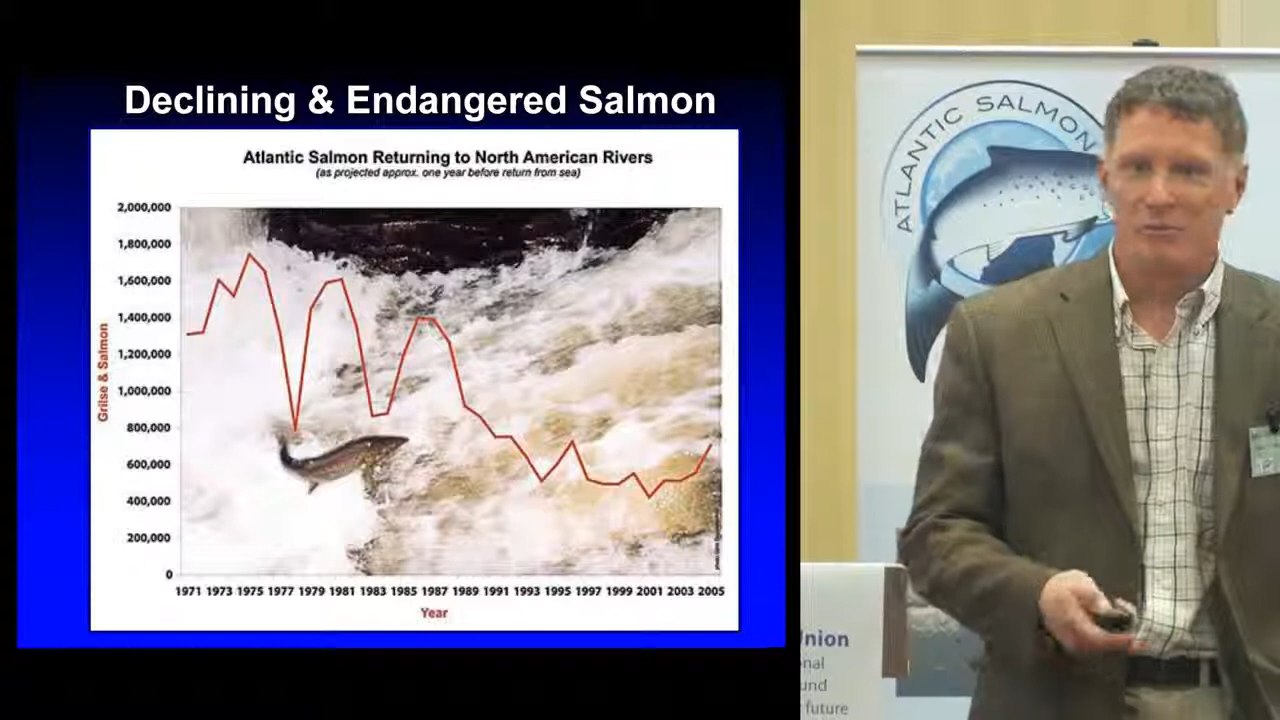 Declining & Endangered Salmon
Atlantic Salmon Returning to North American Rivers
(as projected approx. one year before return from sea)
2,000,000
1,800,000
1,600,000
1,400,000
1,200,000
1,000,000
800,000
600,000
400,000
200,000
0
Grilse & Salmon
1971 1973 1975 1977 1979 1981 1983 1985 1987 1989 1991 1993 1995 1997 1999 2001 2003 2005
Year
ATLANTIC SALMON
Union
onal
und
future